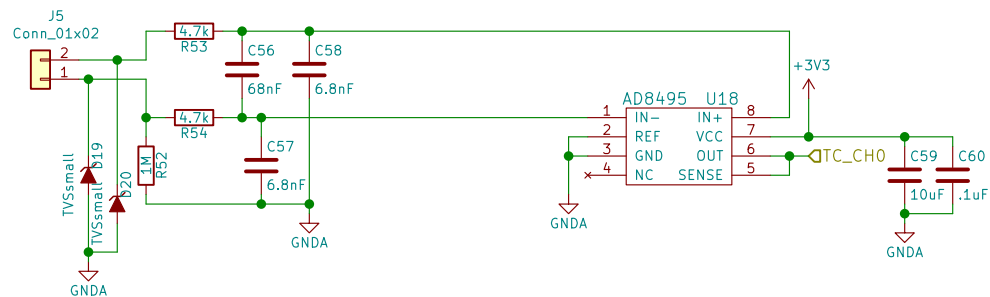 J5
Conn_01x02
2
1
4.7k
R53
C56
68nF
C58
6.8nF
4.7k
R54
1M
R52
C57
6.8nF
TVSsmall
D19
TVSsmall
D20
GNDA
GNDA
AD8495 U18
1 IN- IN+ 8
2 REF VCC 7
3 GND OUT 6
4 NC SENSE 5
GNDA
+3V3
TC_CH0
C59
10uF
C60
.1uF
GNDA